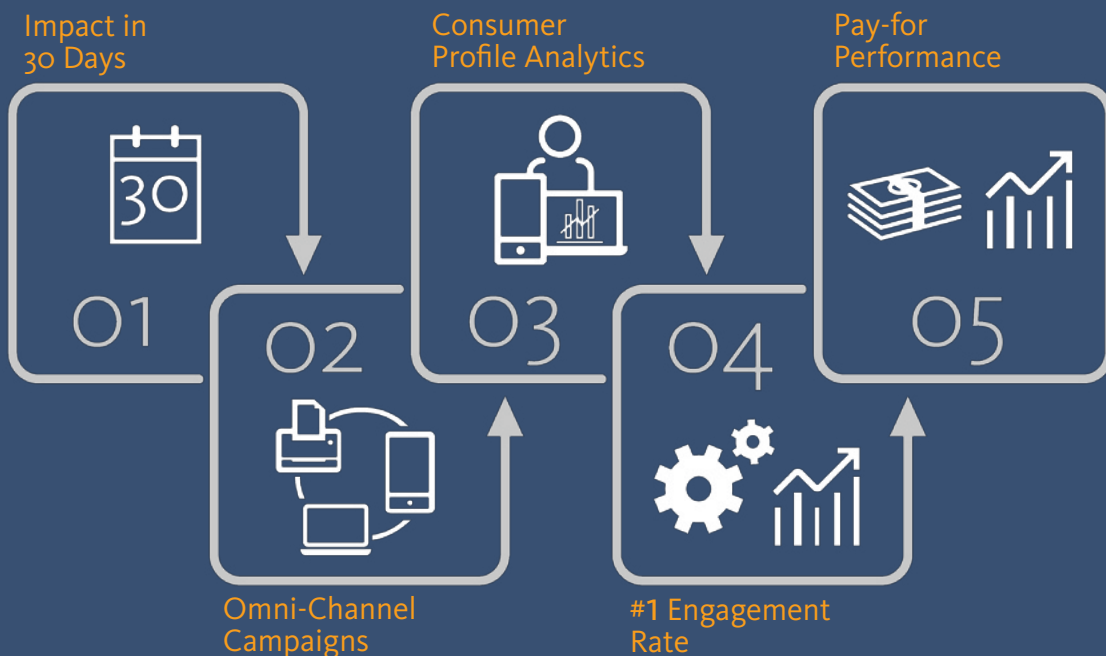 Impact in
30 Days
30
01
Omni-Channel
Campaigns
02
Consumer
Profile Analytics
03
#1 Engagement
Rate
04
Pay-for
Performance
05